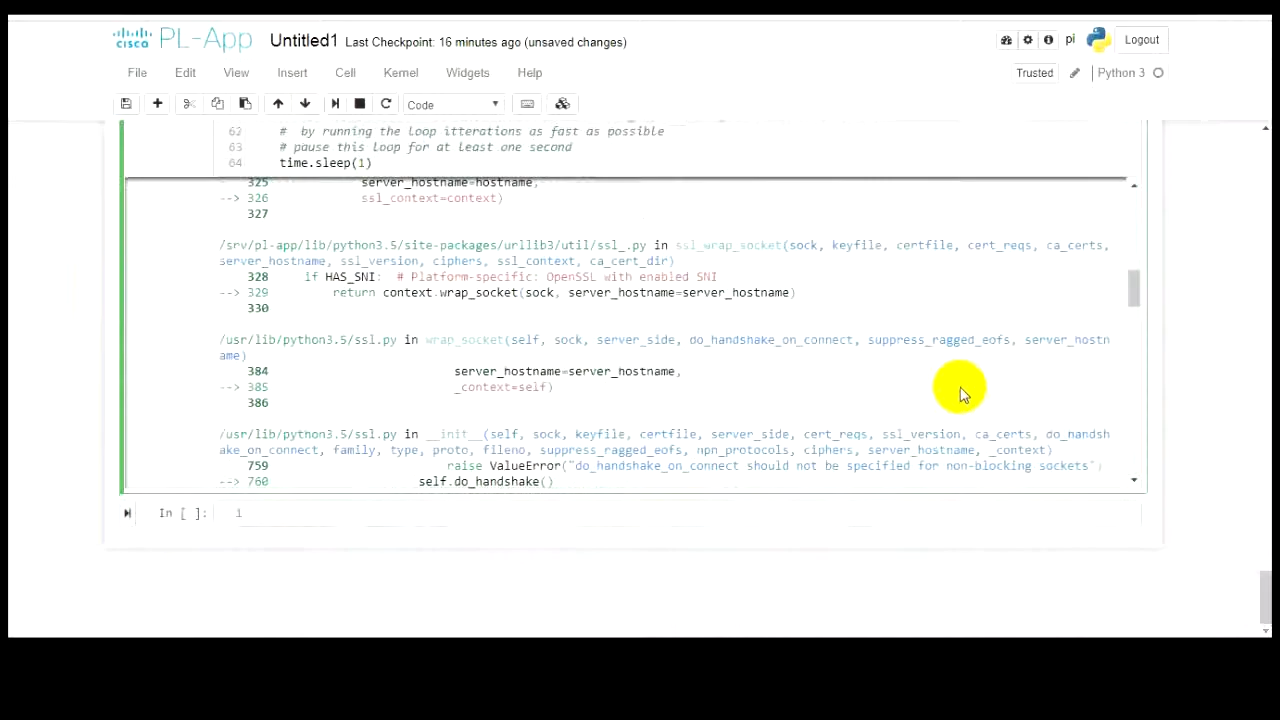 cisco PL-App Untitled1 Last Checkpoint: 16 minutes ago (unsaved changes) pi Logout
File Edit View Insert Cell Kernel Widgets Help Trusted Python 3
Code
62 # by running the loop itterations as fast as possible
63 # pause this loop for at least one second
64 time.sleep(1)
325 server_hostname=hostname,
--> 326 ssl_context=context)
327
/srv/pl-app/lib/python3.5/site-packages/urllib3/util/ssl_.py in ssl_wrap_socket(sock, keyfile, certfile, cert_reqs, ca_certs,
server_hostname, ssl_version, ciphers, ssl_context, ca_cert_dir)
328 if HAS_SNI: # Platform-specific: OpenSSL with enabled SNI
--> 329 return context.wrap_socket(sock, server_hostname=server_hostname)
330
/usr/lib/python3.5/ssl.py in wrap_socket(self, sock, server_side, do_handshake_on_connect, suppress_ragged_eofs, server_hostn
ame)
384 server_hostname=server_hostname,
--> 385 _context=self)
386
/usr/lib/python3.5/ssl.py in __init__(self, sock, keyfile, certfile, server_side, cert_reqs, ssl_version, ca_certs, do_handsh
ake_on_connect, family, type, proto, fileno, suppress_ragged_eofs, npn_protocols, ciphers, server_hostname, _context)
759 raise ValueError("do_handshake_on_connect should not be specified for non-blocking sockets")
--> 760 self.do_handshake()
In [ ]: 1